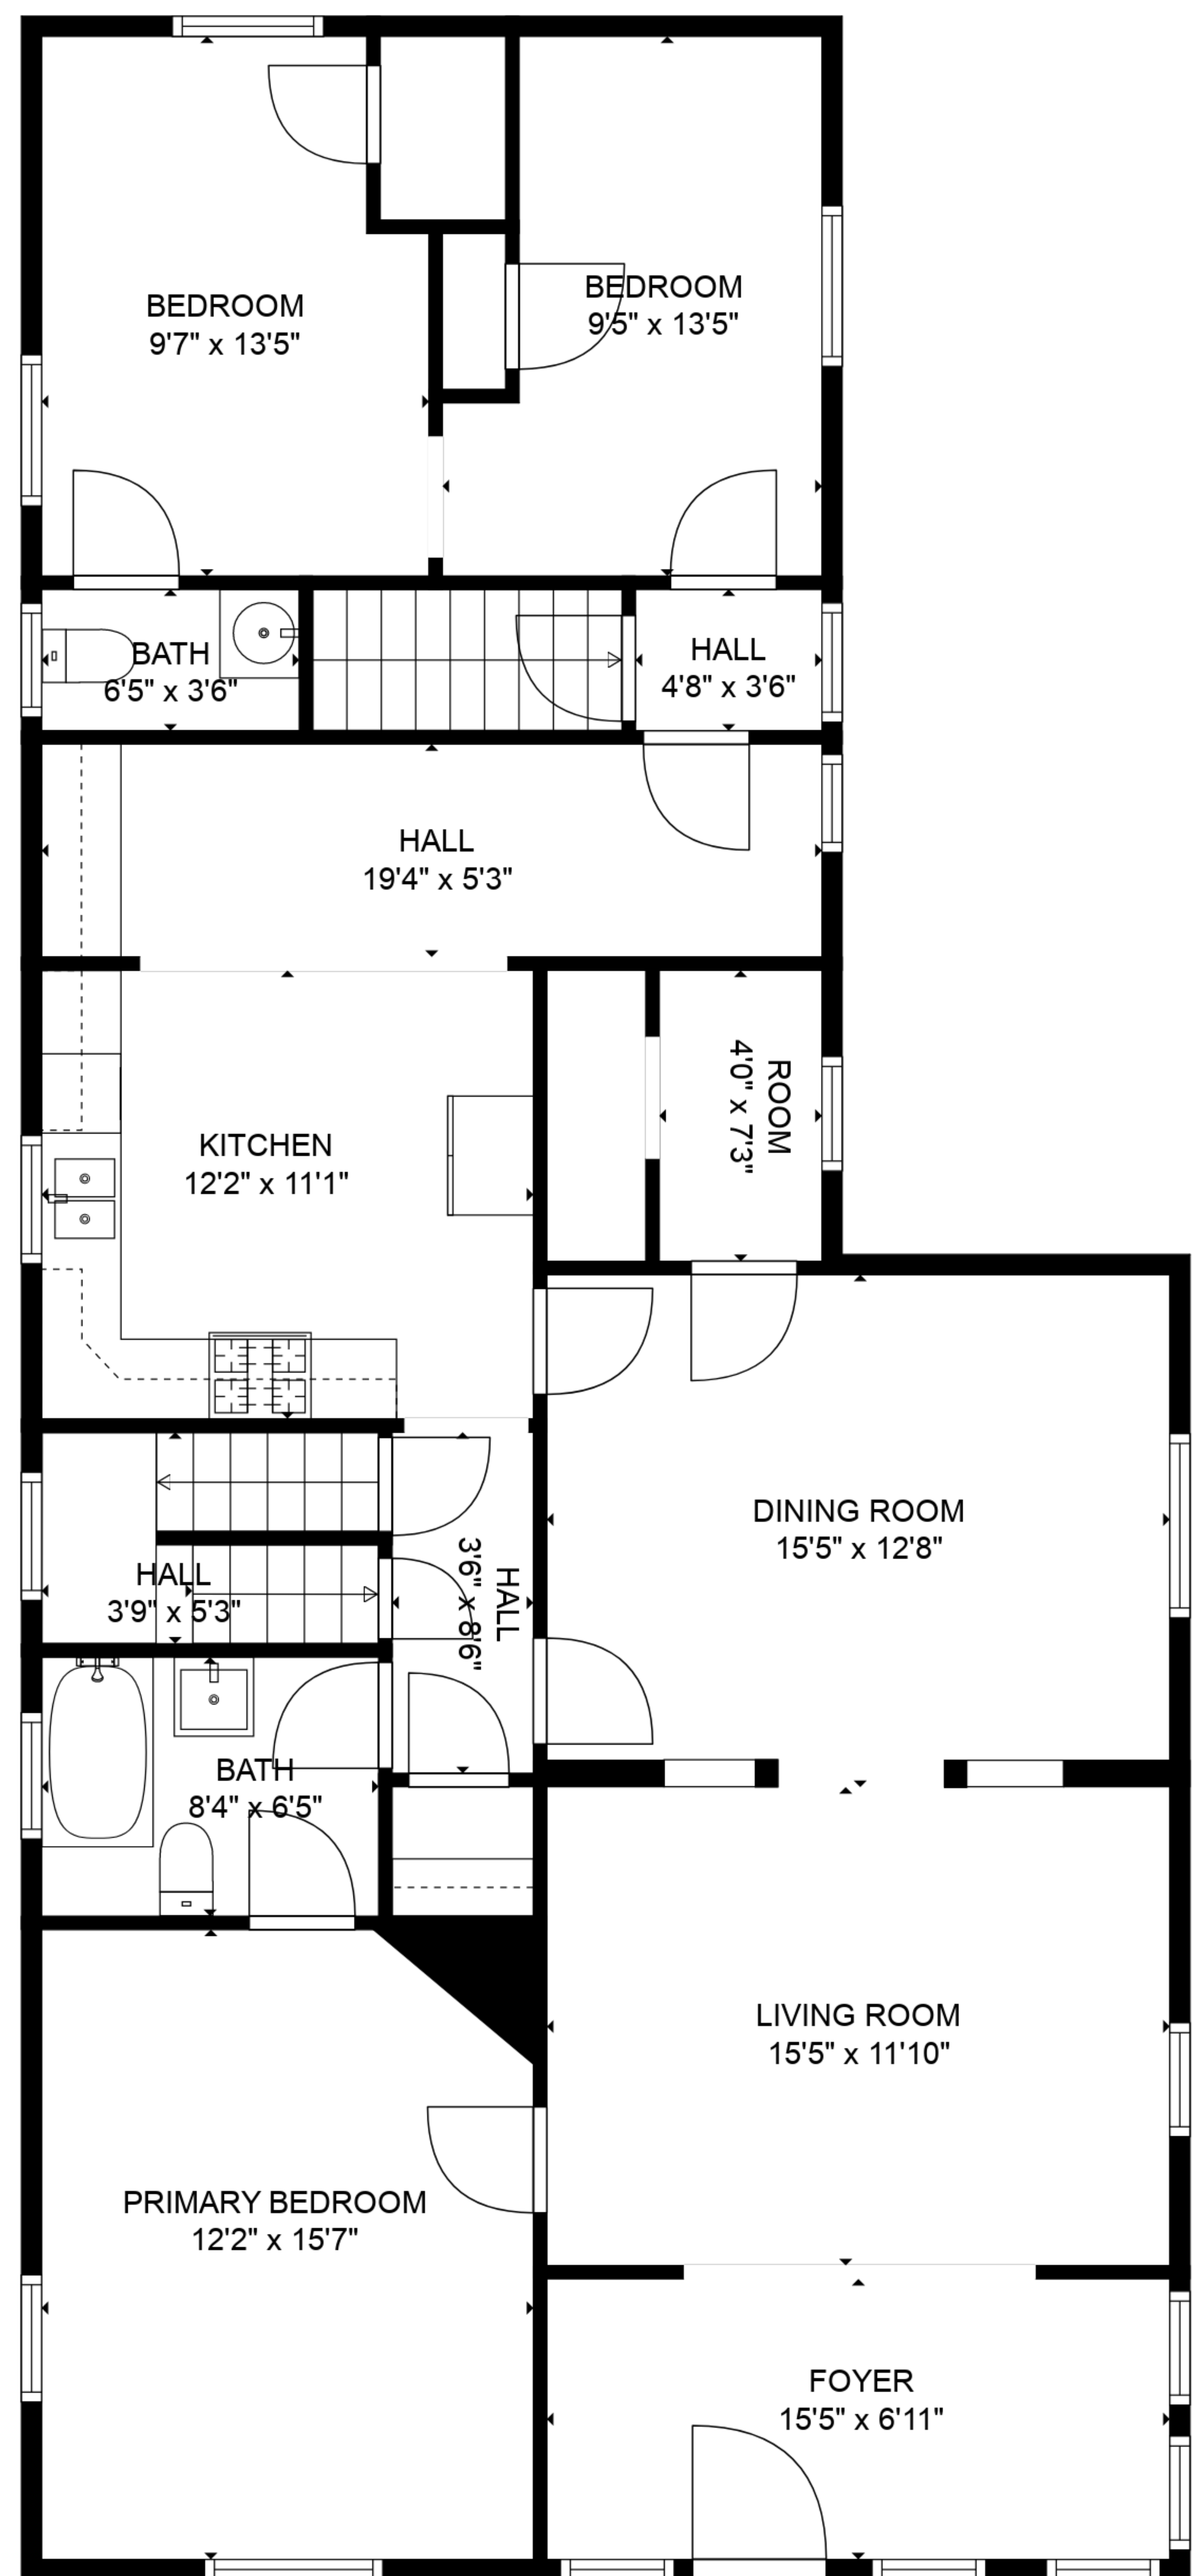 BEDROOM
9'7" x 13'5"
BEDROOM
9'5" x 13'5"
BATH
6'5" x 3'6"
HALL
4'8" x 3'6"
HALL
19'4" x 5'3"
KITCHEN
12'2" x 11'1"
ROOM
4'0" x 7'3"
DINING ROOM
15'5" x 12'8"
HALL
3'9" x 5'3"
HALL
3'6" x 8'6"
BATH
8'4" x 6'5"
LIVING ROOM
15'5" x 11'10"
PRIMARY BEDROOM
12'2" x 15'7"
FOYER
15'5" x 6'11"